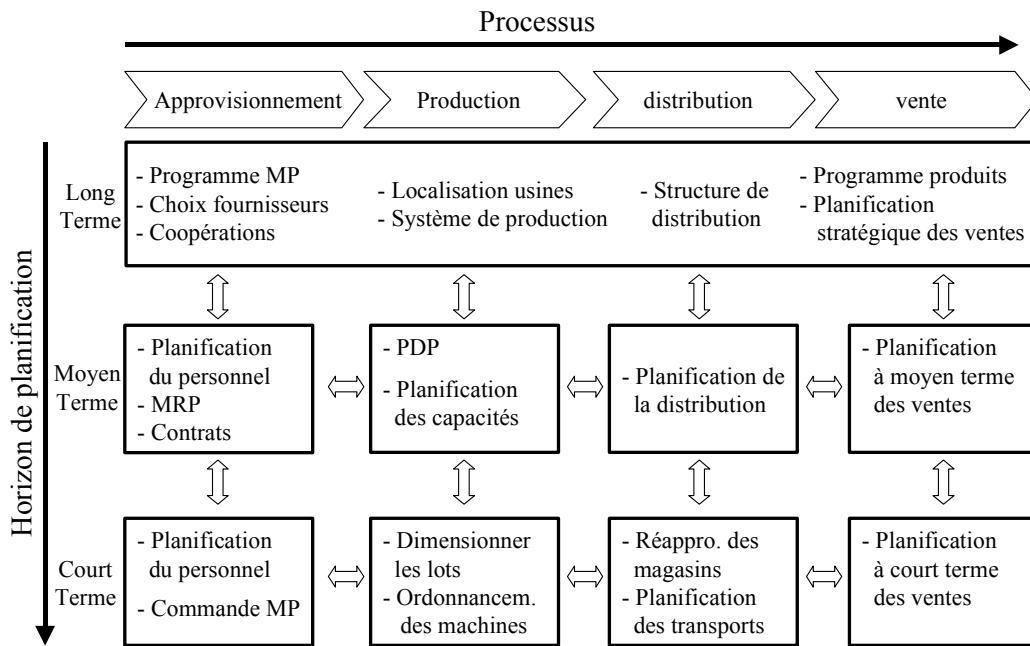 Processus
Approvisionnement
Production
distribution
vente
Horizon de planification
Long
Terme
- Programme MP
- Choix fournisseurs
- Coopérations
- Localisation usines
- Système de production
- Structure de
distribution
- Programme produits
- Planification
stratégique des ventes
Moyen
Terme
- Planification
du personnel
- MRP
- Contrats
- PDP
- Planification
des capacités
- Planification de
la distribution
- Planification
à moyen terme
des ventes
Court
Terme
- Planification
du personnel
- Commande MP
- Dimensionner
les lots
- Ordonnancem.
des machines
- Réappro. des
magasins
- Planification
des transports
- Planification
à court terme
des ventes